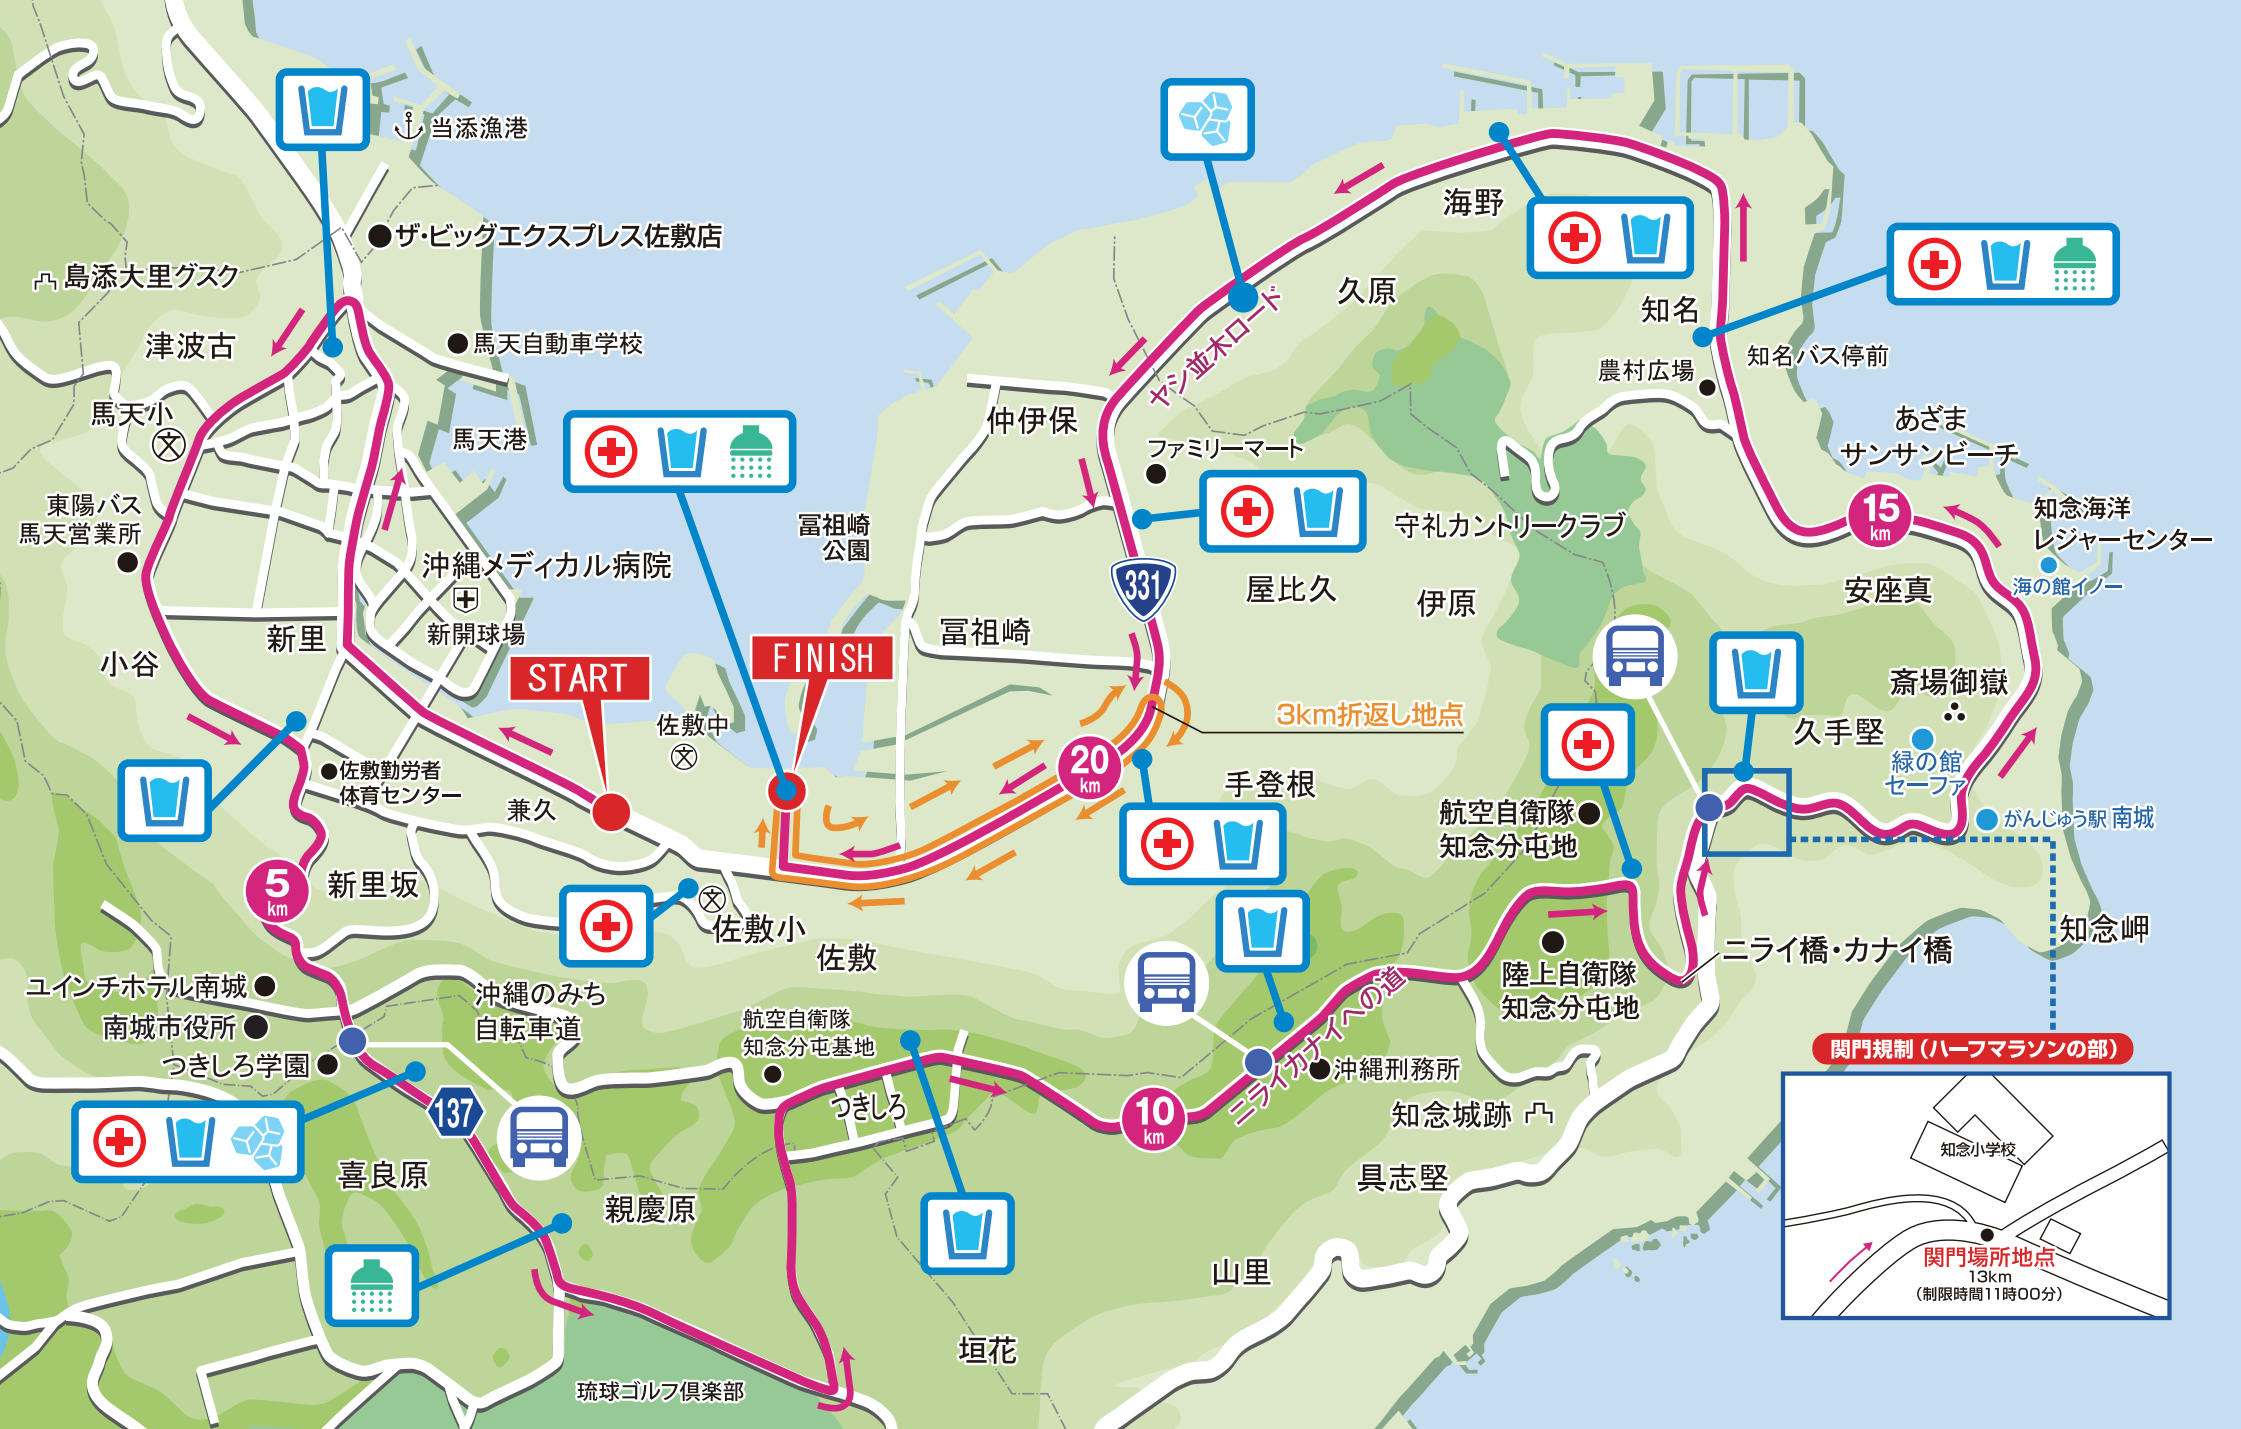 当添漁港
ザ・ビッグエクスプレス佐敷店
島添大里グスク
津波古
馬天自動車学校
馬天小
文
馬天港
東陽バス
馬天営業所
沖縄メディカル病院
新開球場
新里
小谷
START
FINISH
冨祖崎
公園
仲伊保
ファミリーマート
ヤシ並木ロード
海野
久原
知名
農村広場
知名バス停前
あざま
サンサンビーチ
15
km
知念海洋
レジャーセンター
海の館イノー
安座真
守礼カントリークラブ
331
屋比久
伊原
冨祖崎
佐敷中
文
3km折返し地点
20
km
手登根
斎場御嶽
久手堅
緑の館
セーファ
がんじゅう駅 南城
航空自衛隊
知念分屯地
佐敷勤労者
体育センター
兼久
5
km
新里坂
文
佐敷小
佐敷
ニライ橋・カナイ橋
知念岬
陸上自衛隊
知念分屯地
ユインチホテル南城
南城市役所
つきしろ学園
沖縄のみち
自転車道
航空自衛隊
知念分屯基地
つきしろ
ニライカナイへの道
沖縄刑務所
10
km
知念城跡
137
喜良原
親慶原
具志堅
山里
垣花
琉球ゴルフ倶楽部
関門規制（ハーフマラソンの部）
知念小学校
関門場所地点
13km
（制限時間11時00分）